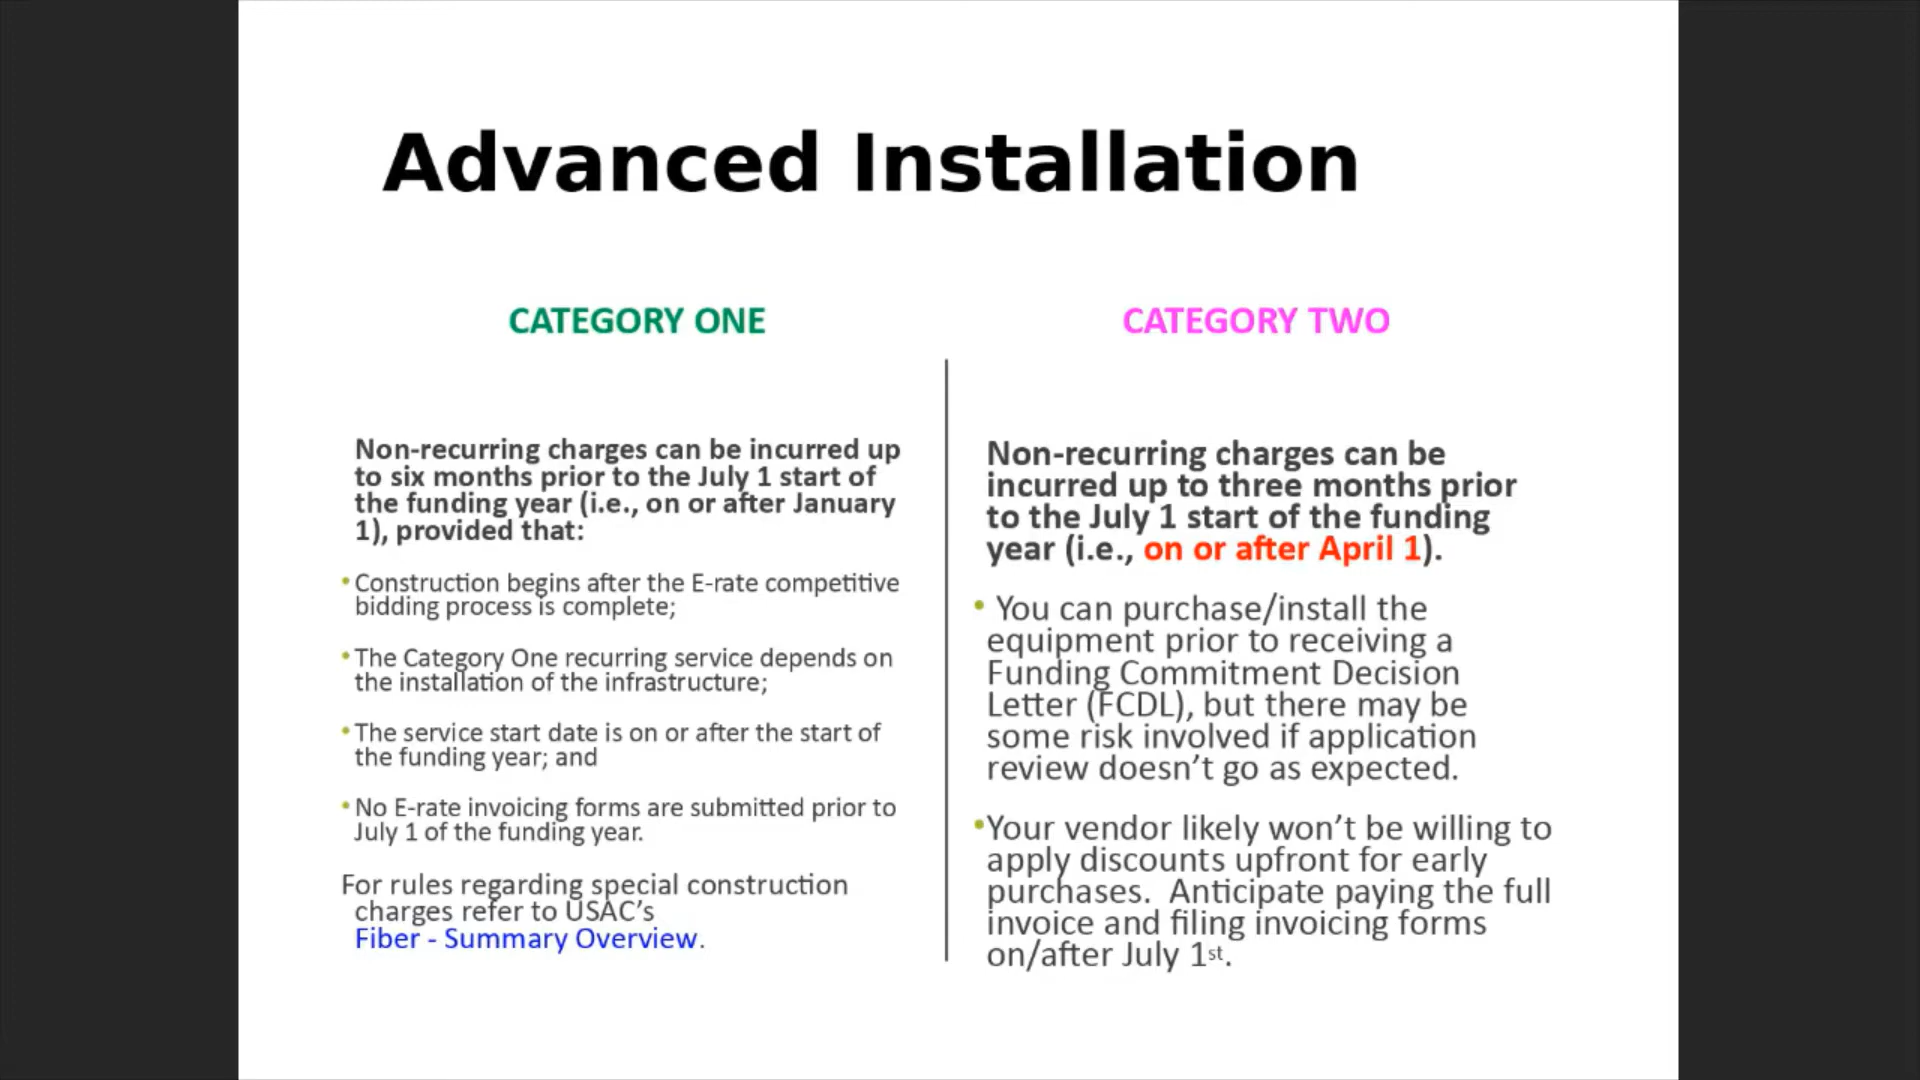 Advanced Installation
CATEGORY ONE
Non-recurring charges can be incurred up
to six months prior to the July 1 start of
the funding year (i.e., on or after January
1), provided that:
•Construction begins after the E-rate competitive
bidding process is complete;
•The Category One recurring service depends on
the installation of the infrastructure;
•The service start date is on or after the start of
the funding year; and
•No E-rate invoicing forms are submitted prior to
July 1 of the funding year.
For rules regarding special construction
charges refer to USAC’s
Fiber - Summary Overview.
CATEGORY TWO
Non-recurring charges can be
incurred up to three months prior
to the July 1 start of the funding
year (i.e., on or after April 1).
• You can purchase/install the
equipment prior to receiving a
Funding Commitment Decision
Letter (FCDL), but there may be
some risk involved if application
review doesn’t go as expected.
•Your vendor likely won’t be willing to
apply discounts upfront for early
purchases.  Anticipate paying the full
invoice and filing invoicing forms
on/after July 1st.